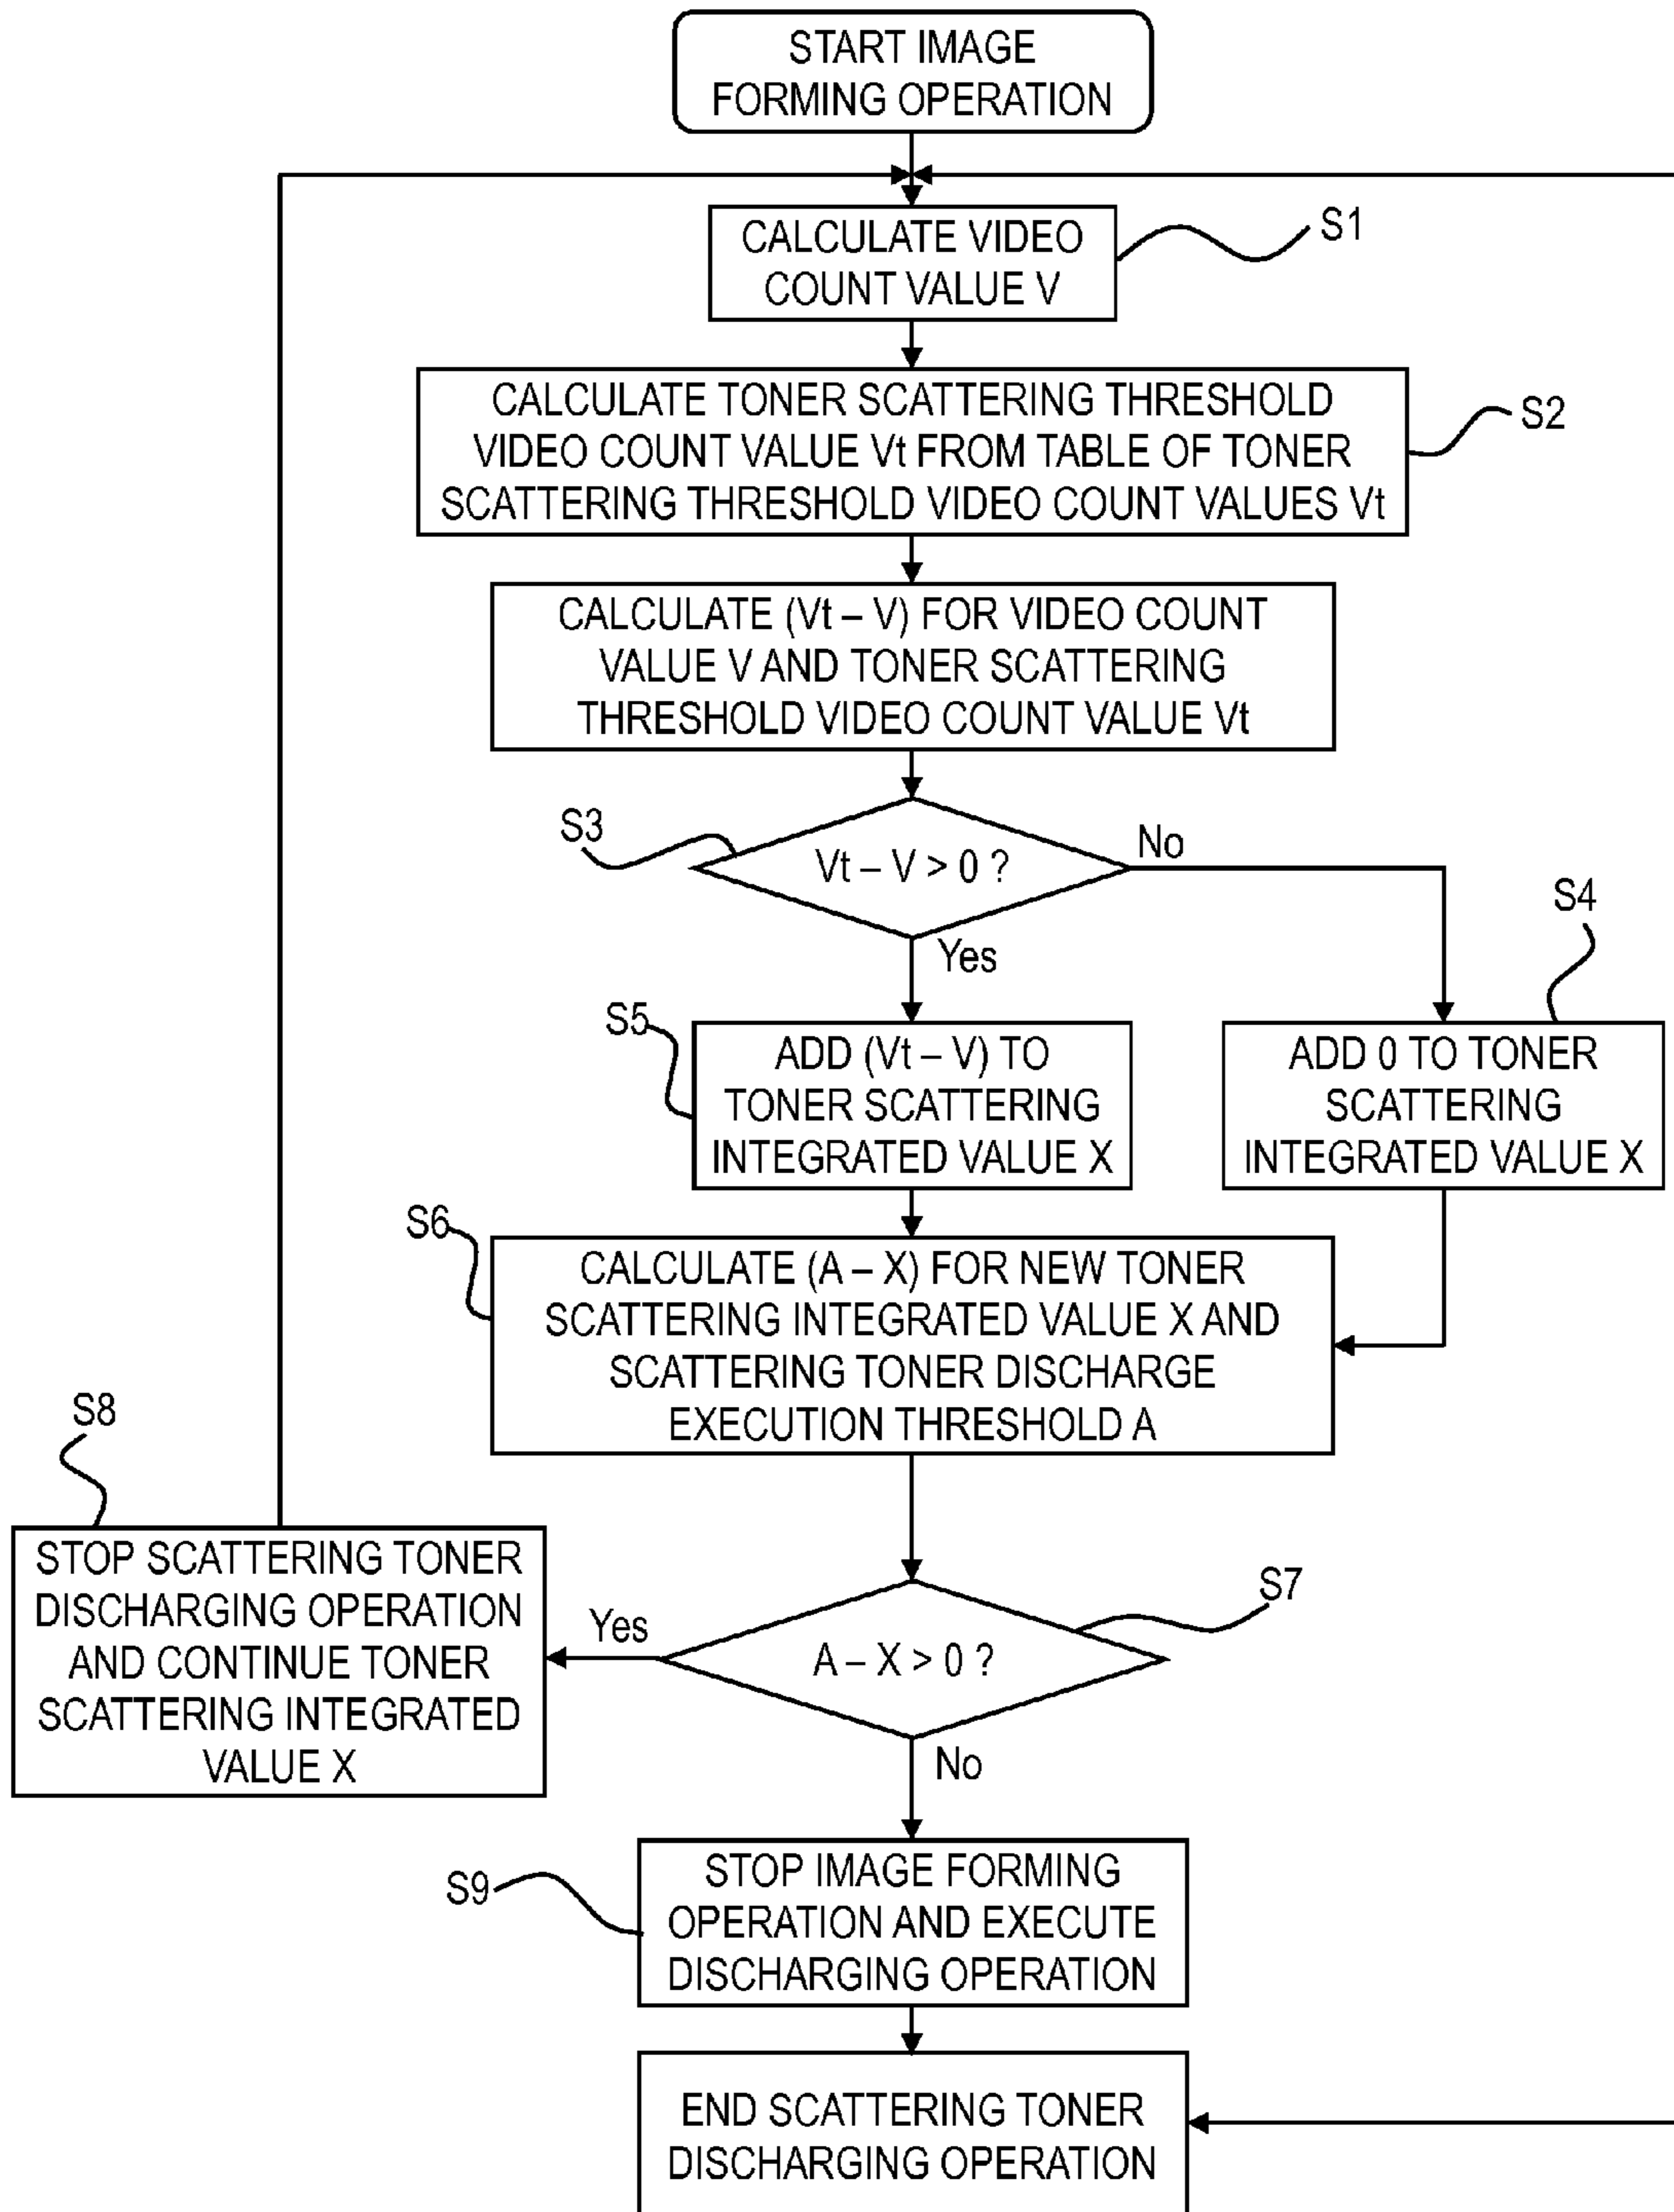 START IMAGE
FORMING OPERATION
CALCULATE VIDEO
COUNT VALUE V
S1
CALCULATE TONER SCATTERING THRESHOLD
VIDEO COUNT VALUE Vt FROM TABLE OF TONER
SCATTERING THRESHOLD VIDEO COUNT VALUES Vt
S2
CALCULATE (Vt – V) FOR VIDEO COUNT
VALUE V AND TONER SCATTERING
THRESHOLD VIDEO COUNT VALUE Vt
S3
Vt – V > 0 ?
No
Yes
S4
S5
ADD (Vt – V) TO
TONER SCATTERING
INTEGRATED VALUE X
ADD 0 TO TONER
SCATTERING
INTEGRATED VALUE X
S6
CALCULATE (A – X) FOR NEW TONER
SCATTERING INTEGRATED VALUE X AND
SCATTERING TONER DISCHARGE
EXECUTION THRESHOLD A
S8
STOP SCATTERING TONER
DISCHARGING OPERATION
AND CONTINUE TONER
SCATTERING INTEGRATED
VALUE X
S7
Yes
A – X > 0 ?
No
S9
STOP IMAGE FORMING
OPERATION AND EXECUTE
DISCHARGING OPERATION
END SCATTERING TONER
DISCHARGING OPERATION